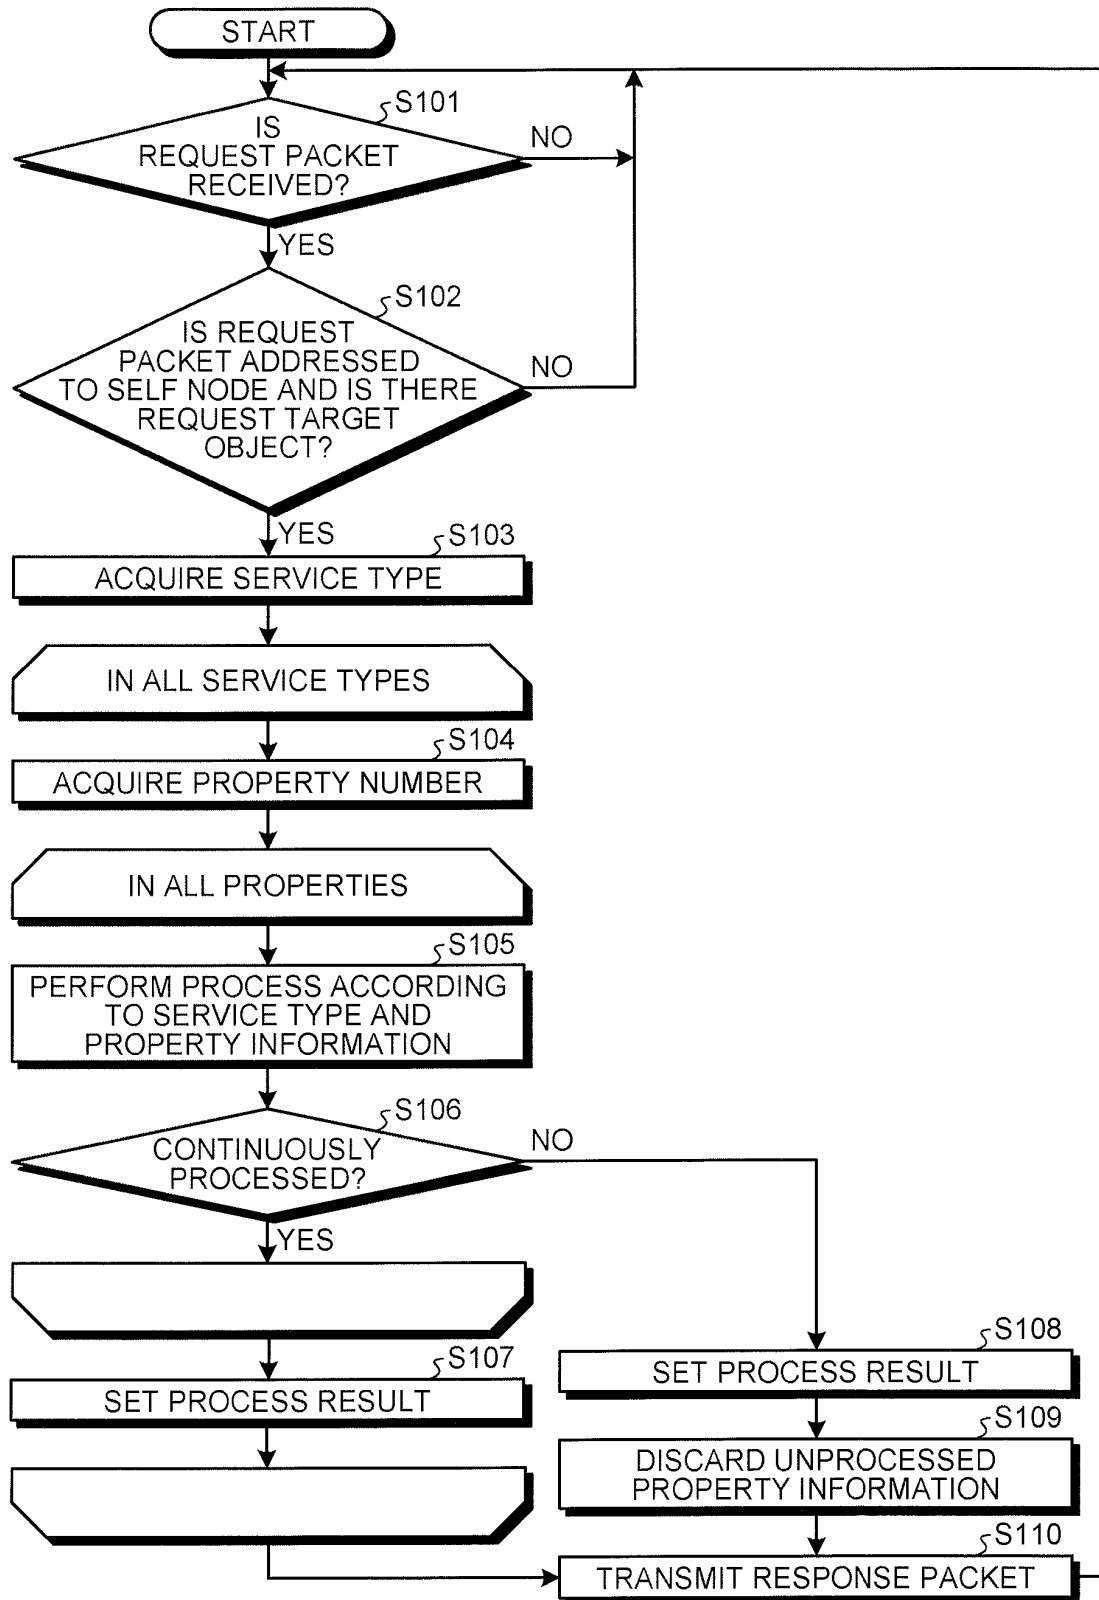 START
S101
IS
REQUEST PACKET
RECEIVED?
NO
YES
S102
IS REQUEST
PACKET ADDRESSED
TO SELF NODE AND IS THERE
REQUEST TARGET
OBJECT?
NO
YES
S103
ACQUIRE SERVICE TYPE
IN ALL SERVICE TYPES
S104
ACQUIRE PROPERTY NUMBER
IN ALL PROPERTIES
S105
PERFORM PROCESS ACCORDING
TO SERVICE TYPE AND
PROPERTY INFORMATION
S106
CONTINUOUSLY
PROCESSED?
NO
YES
S107
SET PROCESS RESULT
S108
SET PROCESS RESULT
S109
DISCARD UNPROCESSED
PROPERTY INFORMATION
S110
TRANSMIT RESPONSE PACKET